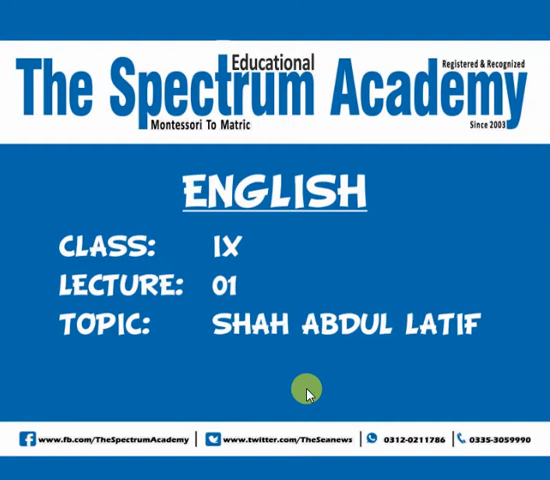 Educational
Registered & Recognized
The Spectrum Academy
Montessori To Matric
Since 2003
ENGLISH
CLASS: IX
LECTURE: 01
TOPIC: SHAH ABDUL LATIF
www.fb.com/TheSpectrumAcademy | www.twitter.com/TheSeanews | 0312-0211786 | 0335-3059990